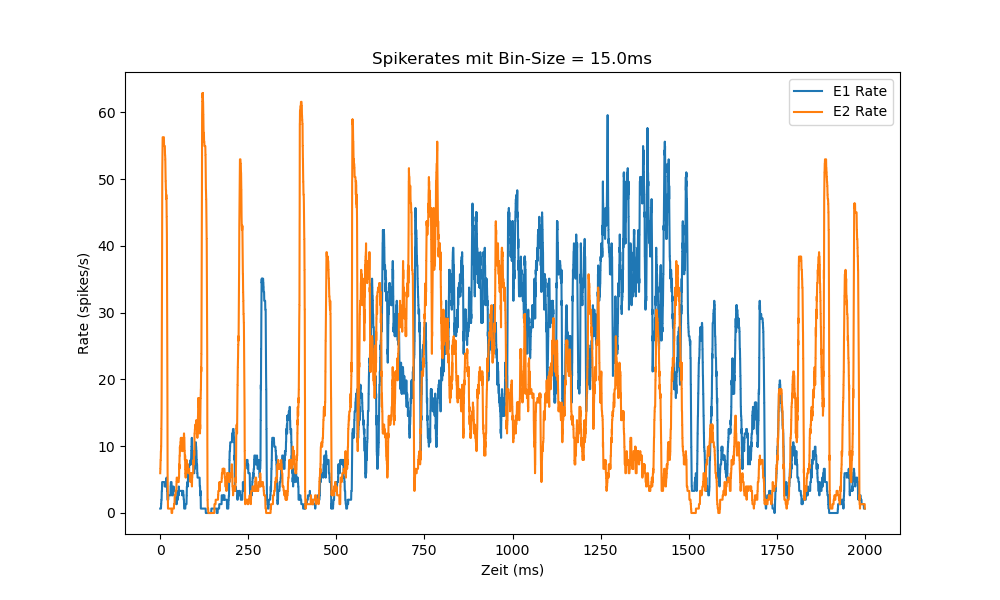 Spikerates mit Bin-Size = 15.0ms
E1 Rate
E2 Rate
60
50
40
30
20
10
0
Rate (spikes/s)
0 250 500 750 1000 1250 1500 1750 2000
Zeit (ms)